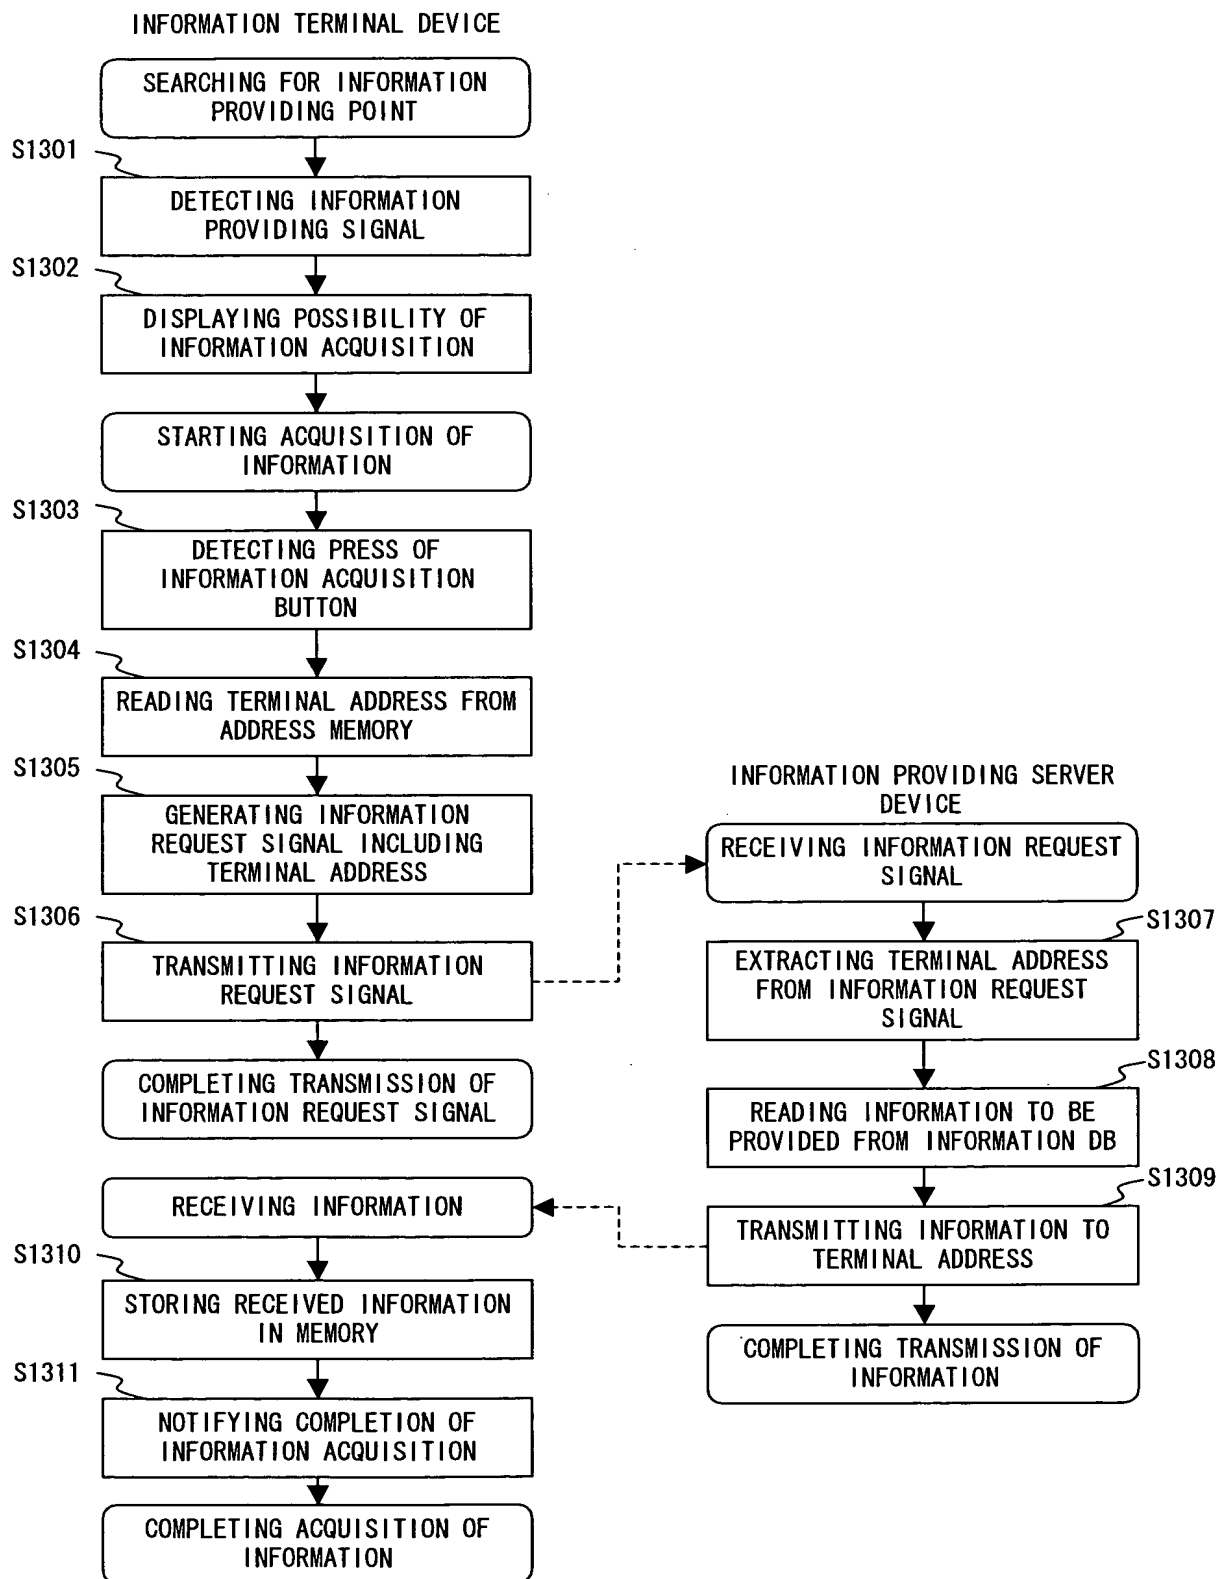 INFORMATION TERMINAL DEVICE
SEARCHING FOR INFORMATION
PROVIDING POINT
S1301
DETECTING INFORMATION
PROVIDING SIGNAL
S1302
DISPLAYING POSSIBILITY OF
INFORMATION ACQUISITION
STARTING ACQUISITION OF
INFORMATION
S1303
DETECTING PRESS OF
INFORMATION ACQUISITION
BUTTON
S1304
READING TERMINAL ADDRESS FROM
ADDRESS MEMORY
S1305
GENERATING INFORMATION
REQUEST SIGNAL INCLUDING
TERMINAL ADDRESS
S1306
TRANSMITTING INFORMATION
REQUEST SIGNAL
COMPLETING TRANSMISSION OF
INFORMATION REQUEST SIGNAL
INFORMATION PROVIDING SERVER
DEVICE
RECEIVING INFORMATION REQUEST
SIGNAL
S1307
EXTRACTING TERMINAL ADDRESS
FROM INFORMATION REQUEST
SIGNAL
S1308
READING INFORMATION TO BE
PROVIDED FROM INFORMATION DB
S1309
TRANSMITTING INFORMATION TO
TERMINAL ADDRESS
COMPLETING TRANSMISSION OF
INFORMATION
RECEIVING INFORMATION
S1310
STORING RECEIVED INFORMATION
IN MEMORY
S1311
NOTIFYING COMPLETION OF
INFORMATION ACQUISITION
COMPLETING ACQUISITION OF
INFORMATION